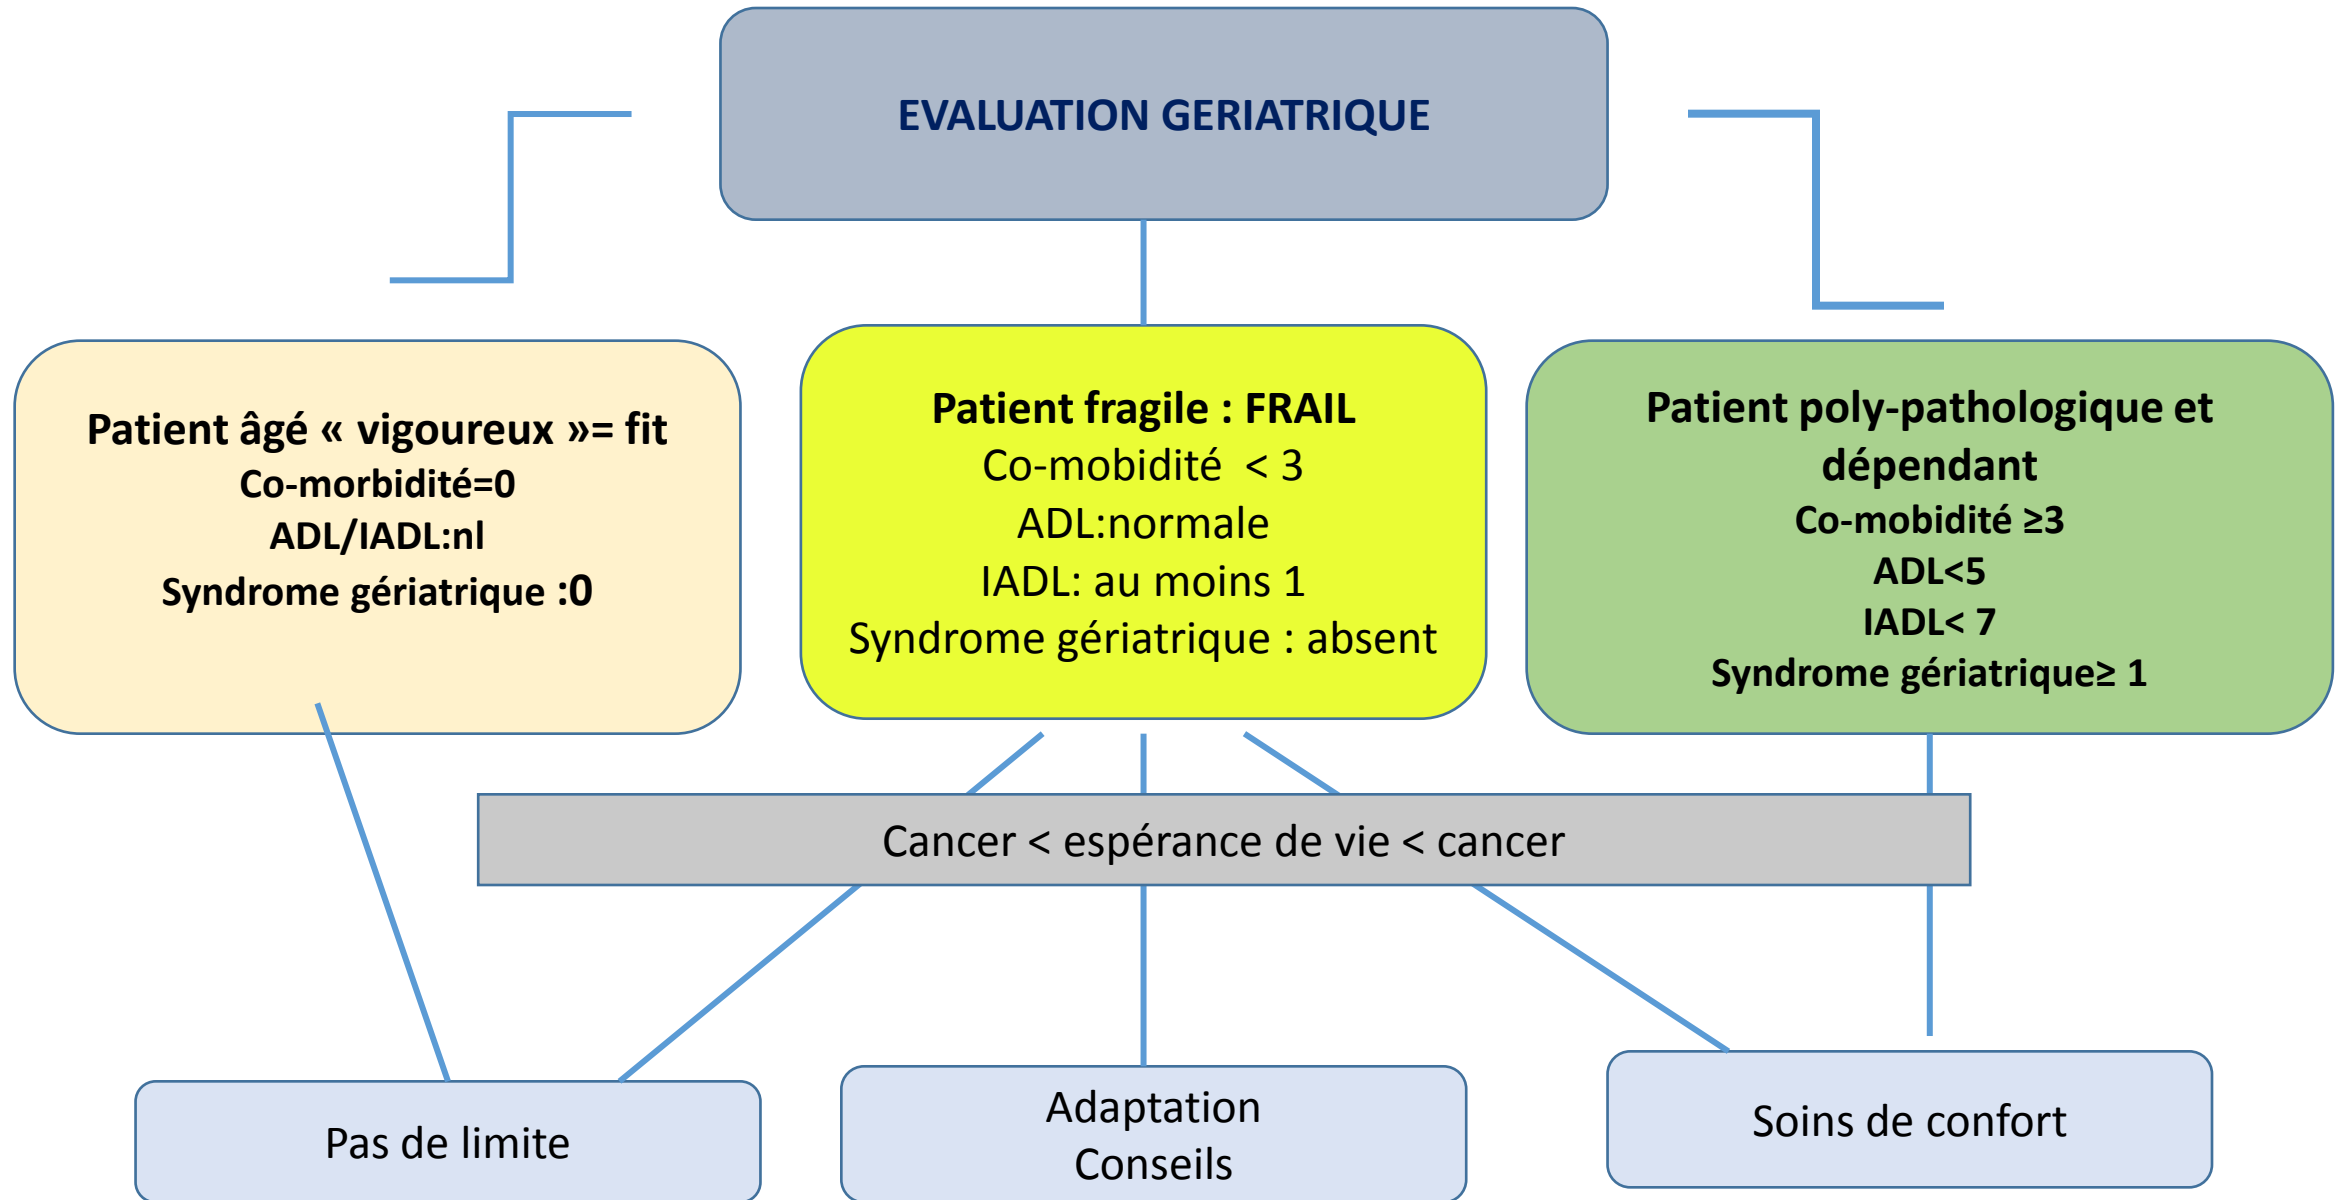 EVALUATION GERIATRIQUE
Patient âgé « vigoureux »= fit
Co-morbidité=0
ADL/IADL:nl
Syndrome gériatrique :0
Patient fragile : FRAIL
Co-mobidité < 3
ADL:normale
IADL: au moins 1
Syndrome gériatrique : absent
Patient poly-pathologique et
dépendant
Co-mobidité ≥3
ADL<5
IADL< 7
Syndrome gériatrique≥ 1
Cancer < espérance de vie < cancer
Pas de limite
Adaptation
Conseils
Soins de confort